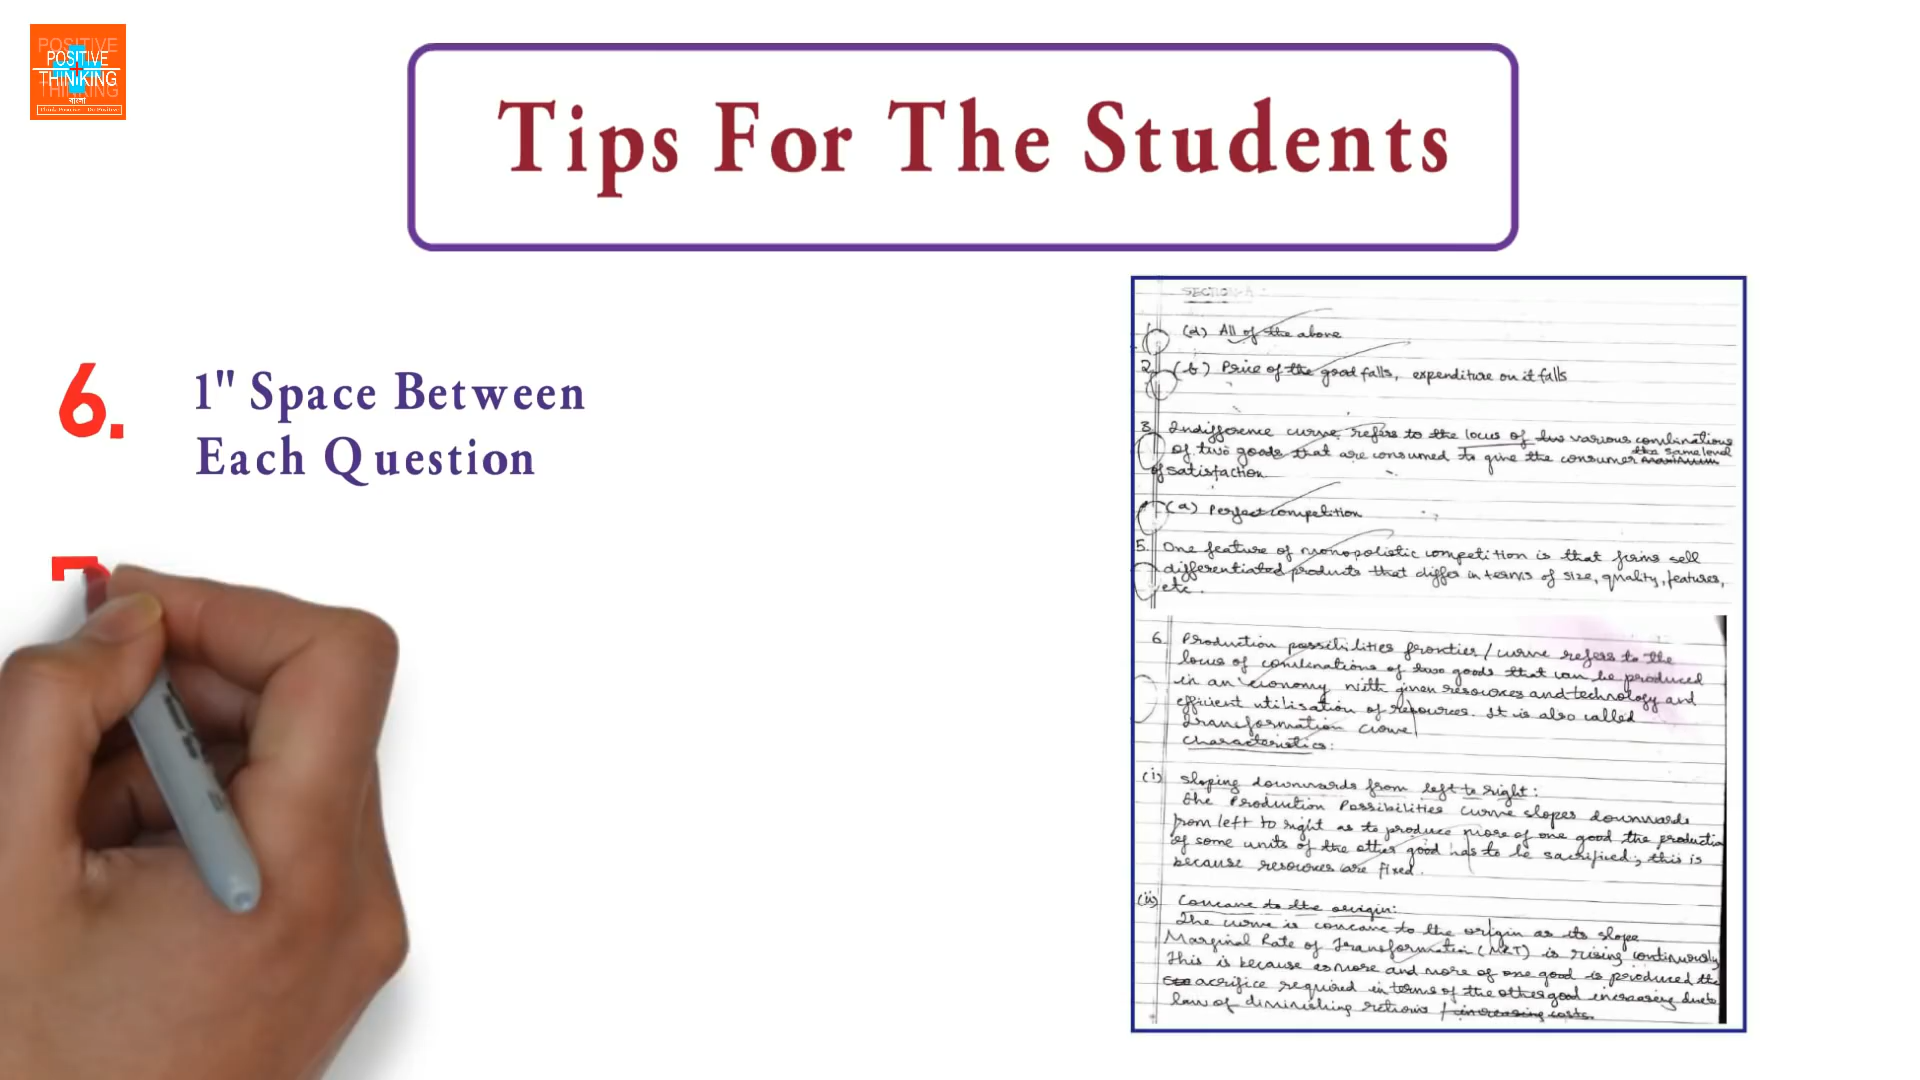 POSITIVE
POSITIVE
THINKING
THINKING
বাংলা
Tips For The Students
6.
1" Space Between
Each Question
SECTION-A :
(d) All of the above
2. (b) Price of the good falls, expenditure on it falls
3. Indifference curve refers to the locus of two various combinations
of two goods that are consumed to give the consumer the same level
of satisfaction.
(a) Perfect competition
5. One feature of monopolistic competition is that firms sell
differentiated products that differ in terms of size, quality, features,
etc.
6. Production possibilities frontier / curve refers to the
locus of combinations of two goods that can be produced
in an economy with given resources and technology and
efficient utilisation of resources. It is also called
transformation curve
Characteristics:
(i) Sloping downwards from left to right:
The Production Possibilities curve slopes downwards
from left to right as to produce more of one good the productio
of some units of the other good has to be sacrificed, this is
because resources are fixed.
(ii) Concave to the origin:
The curve is concave to the origin as its slope
Marginal Rate of Transformation (MRT) is rising continuously
This is because as more and more of one good is produced the
sacrifice required in terms of the other good increasing due to
law of diminishing returns / increasing costs.